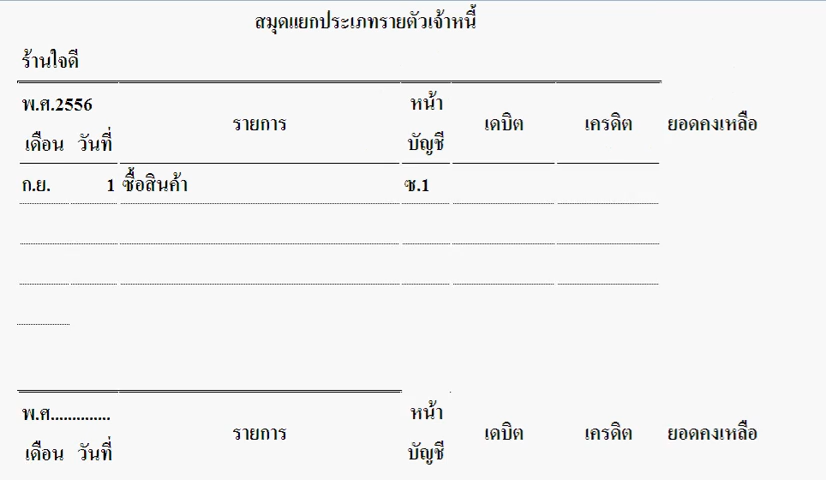 สมุดแยกประเภทรายตัวเจ้าหนี้
ร้านใจดี
พ.ศ.2556 รายการ หน้า เดบิต เครดิต ยอดคงเหลือ
เดือน วันที่ บัญชี
ก.ย. 1 ซื้อสินค้า ซ.1
พ.ศ.............. รายการ หน้า เดบิต เครดิต ยอดคงเหลือ
เดือน วันที่ บัญชี